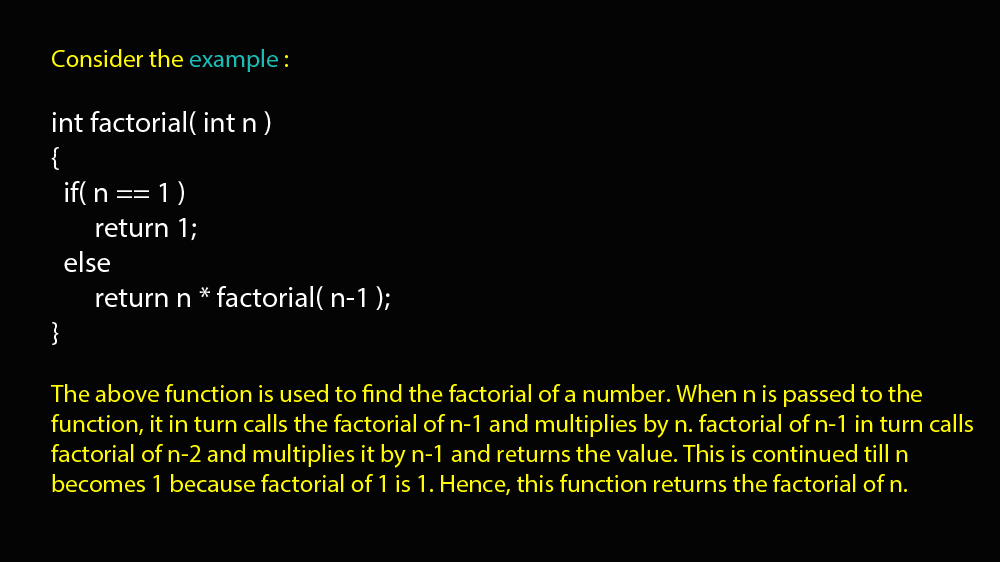 Consider the example :
int factorial( int n )
{
if( n == 1 )
return 1;
else
return n * factorial( n-1 );
}
The above function is used to find the factorial of a number. When n is passed to the
function, it in turn calls the factorial of n-1 and multiplies by n. factorial of n-1 in turn calls
factorial of n-2 and multiplies it by n-1 and returns the value. This is continued till n
becomes 1 because factorial of 1 is 1. Hence, this function returns the factorial of n.